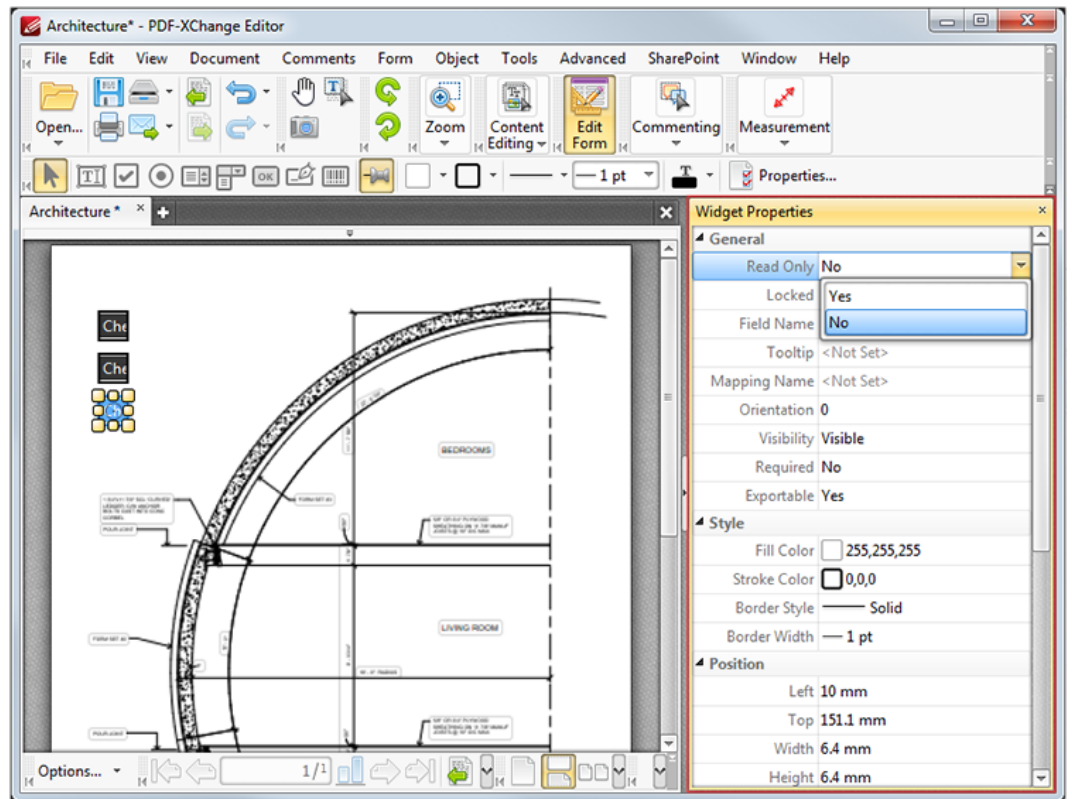 Architecture* - PDF-XChange Editor
File Edit View Document Comments Form Object Tools Advanced SharePoint Window Help
Open... Zoom Content Editing Edit Form Commenting Measurement
OK 1 pt T Properties...
Architecture *
Widget Properties
General
Read Only No
Yes
Locked
No
Field Name
Tooltip <Not Set>
Mapping Name <Not Set>
Orientation 0
Visibility Visible
Required No
Exportable Yes
Style
Fill Color 255,255,255
Stroke Color 0,0,0
Border Style Solid
Border Width 1 pt
Position
Left 10 mm
Top 151.1 mm
Width 6.4 mm
Height 6.4 mm
Che
Che
BEDROOMS
LIVING ROOM
Options... 1/1